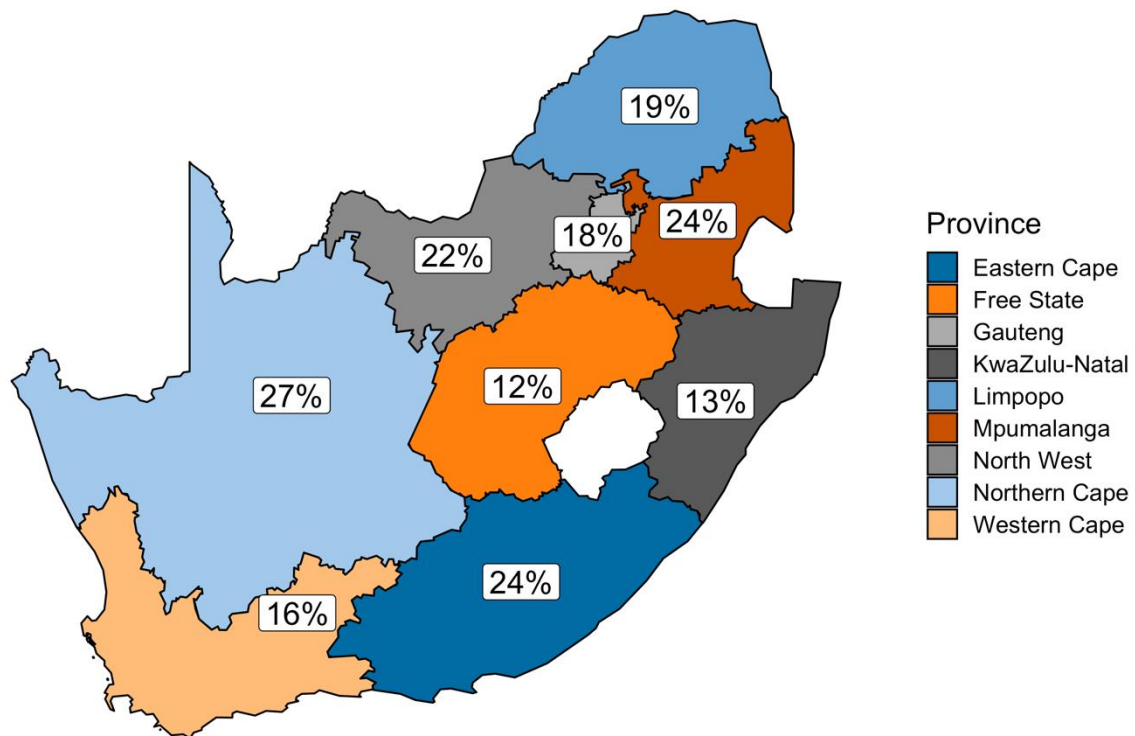 19%
24%
18%
22%
27%
12%
13%
24%
16%
Province
Eastern Cape
Free State
Gauteng
KwaZulu-Natal
Limpopo
Mpumalanga
North West
Northern Cape
Western Cape